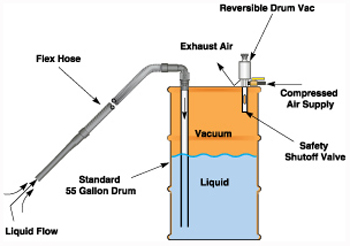 Reversible Drum Vac
Exhaust Air
Flex Hose
Compressed
Air Supply
Vacuum
Safety
Shutoff Valve
Standard
55 Gallon Drum
Liquid
Liquid Flow